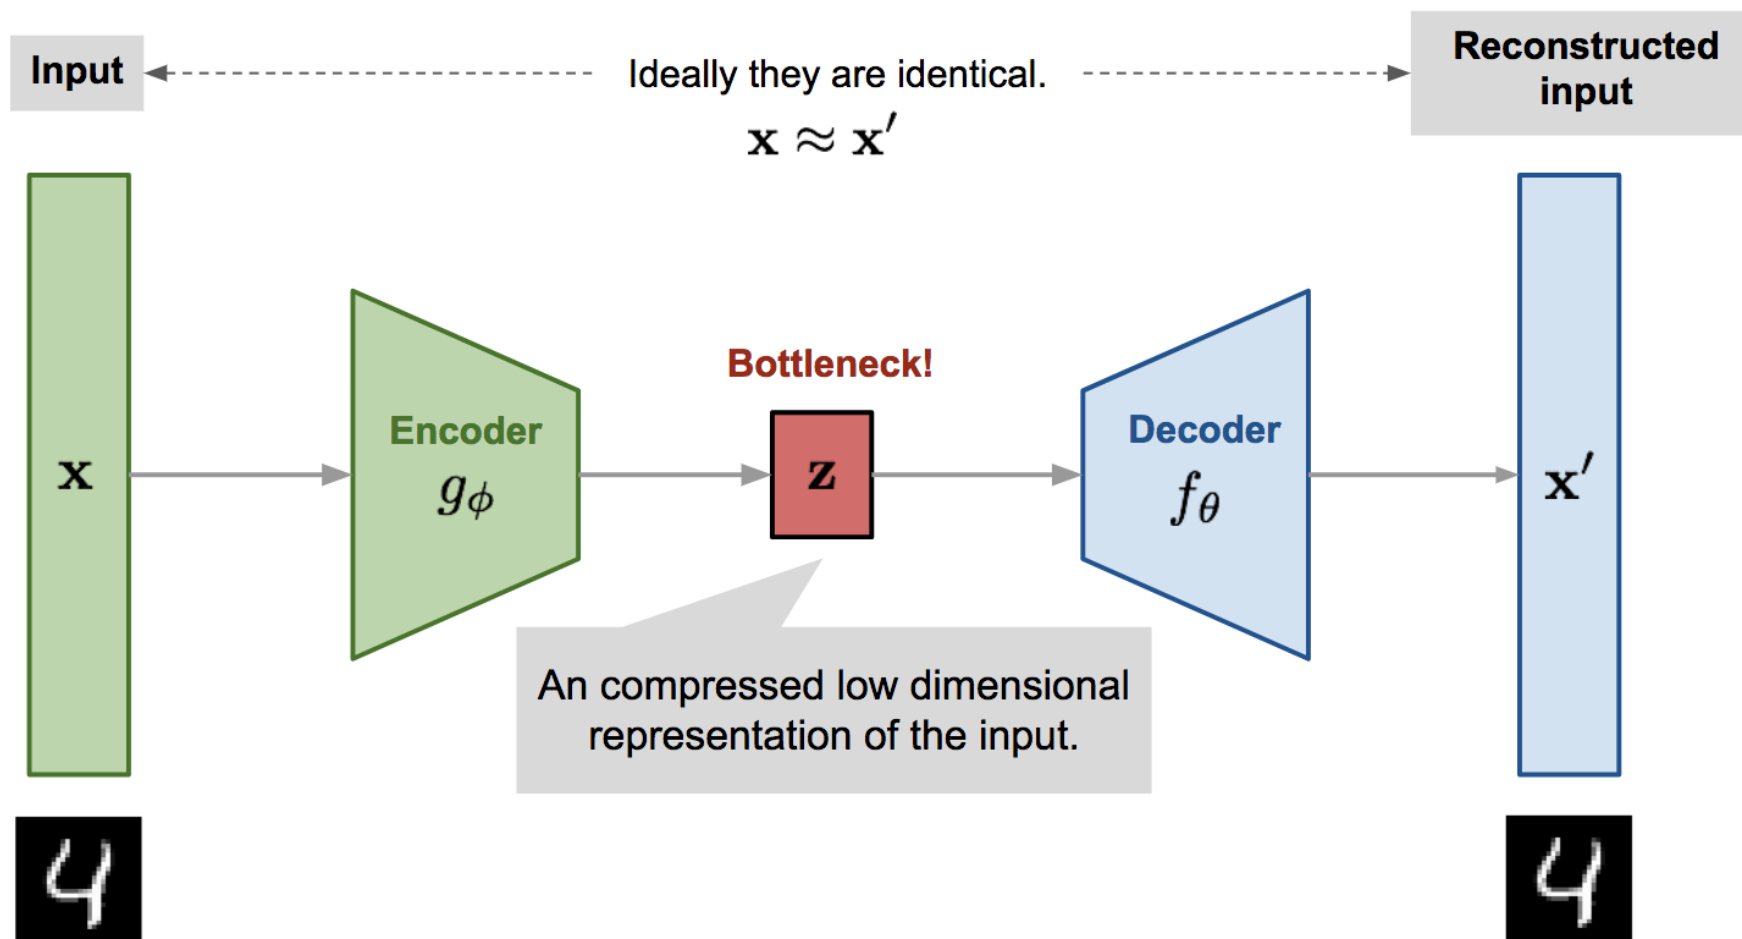 Input
Ideally they are identical.
x ≈ x′
Reconstructed
input
Bottleneck!
x
Encoder
gϕ
z
Decoder
fθ
x′
An compressed low dimensional
representation of the input.
4
4